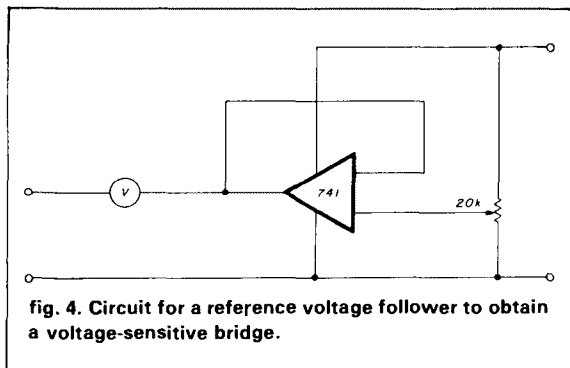 V
741
20k
fig. 4. Circuit for a reference voltage follower to obtain
a voltage-sensitive bridge.